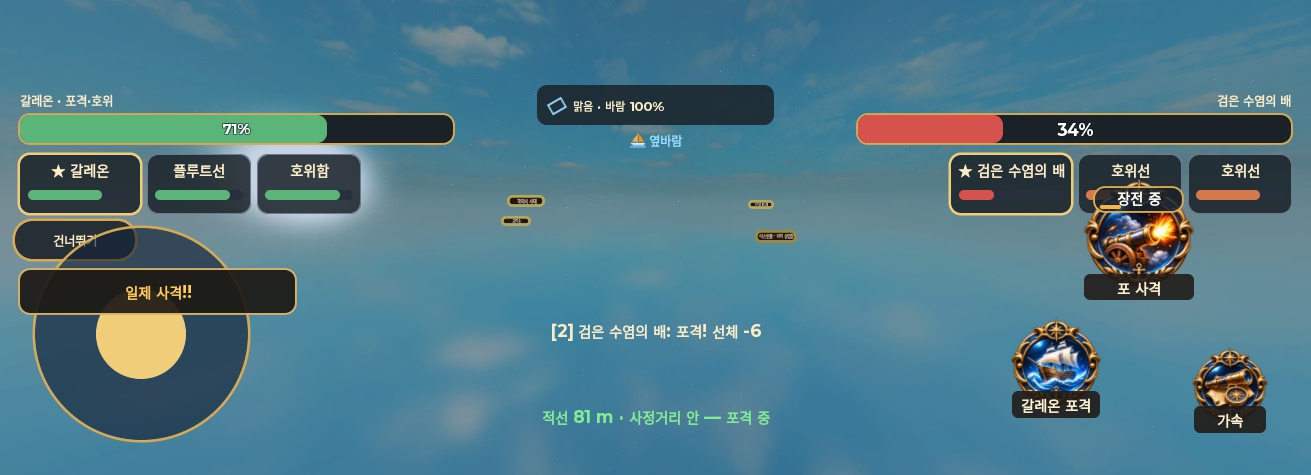 갈레온 · 포격·호위
71%
★ 갈레온
플루트선
호위함
건너뛰기
일제 사격!!
맑음 · 바람 100%
옆바람
[2] 검은 수염의 배: 포격! 선체 -6
적선 81 m · 사정거리 안 — 포격 중
검은 수염의 배
34%
★ 검은 수염의 배
호위선
호위선
장전 중
포 사격
갈레온 포격
가속